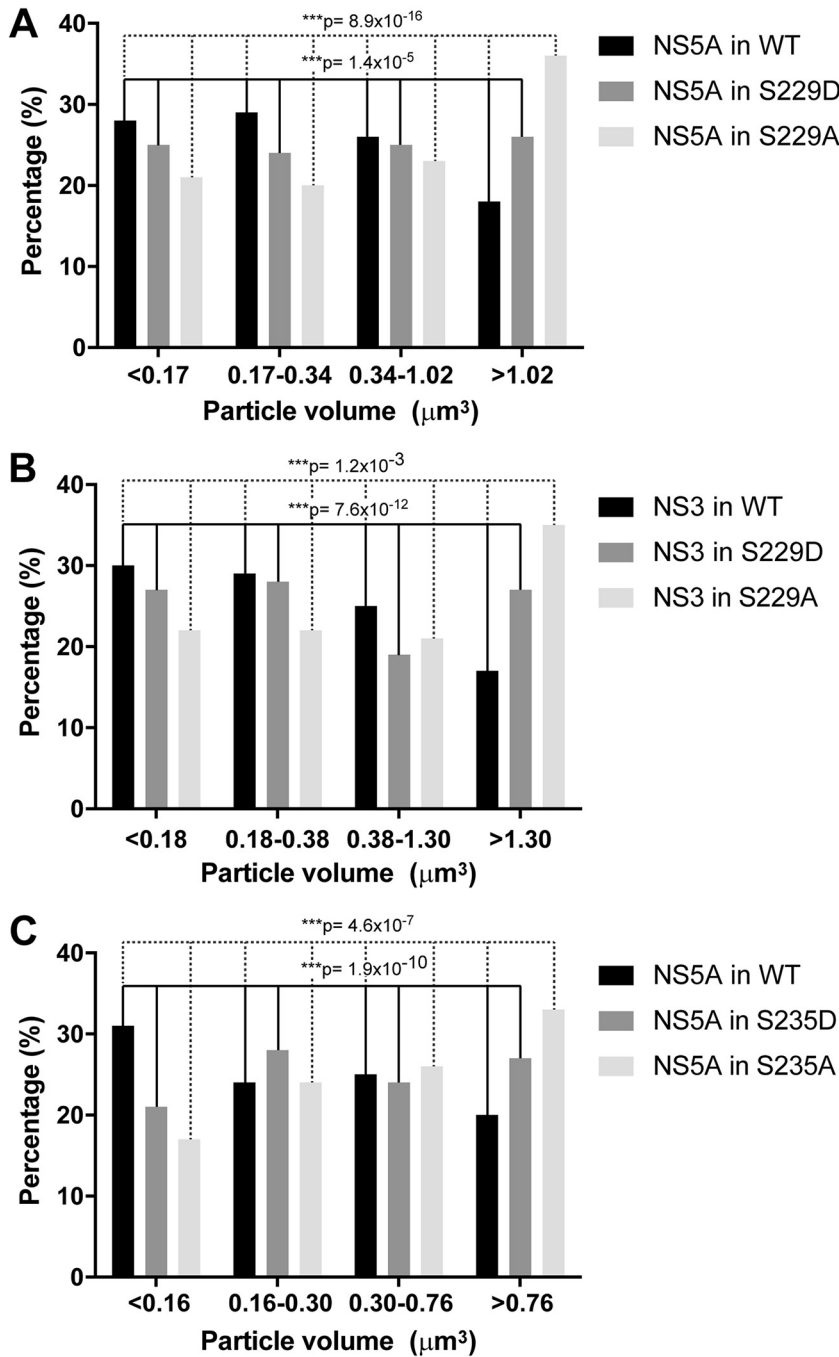 A
***p= 8.9x10-16
***p= 1.4x10-5
40
30
20
10
0
Percentage (%)
<0.17 0.17-0.34 0.34-1.02 >1.02
Particle volume (μm³)
NS5A in WT
NS5A in S229D
NS5A in S229A
B
***p= 1.2x10-3
***p= 7.6x10-12
40
30
20
10
0
Percentage (%)
<0.18 0.18-0.38 0.38-1.30 >1.30
Particle volume (μm³)
NS3 in WT
NS3 in S229D
NS3 in S229A
C
***p= 4.6x10-7
***p= 1.9x10-10
40
30
20
10
0
Percentage (%)
<0.16 0.16-0.30 0.30-0.76 >0.76
Particle volume (μm³)
NS5A in WT
NS5A in S235D
NS5A in S235A